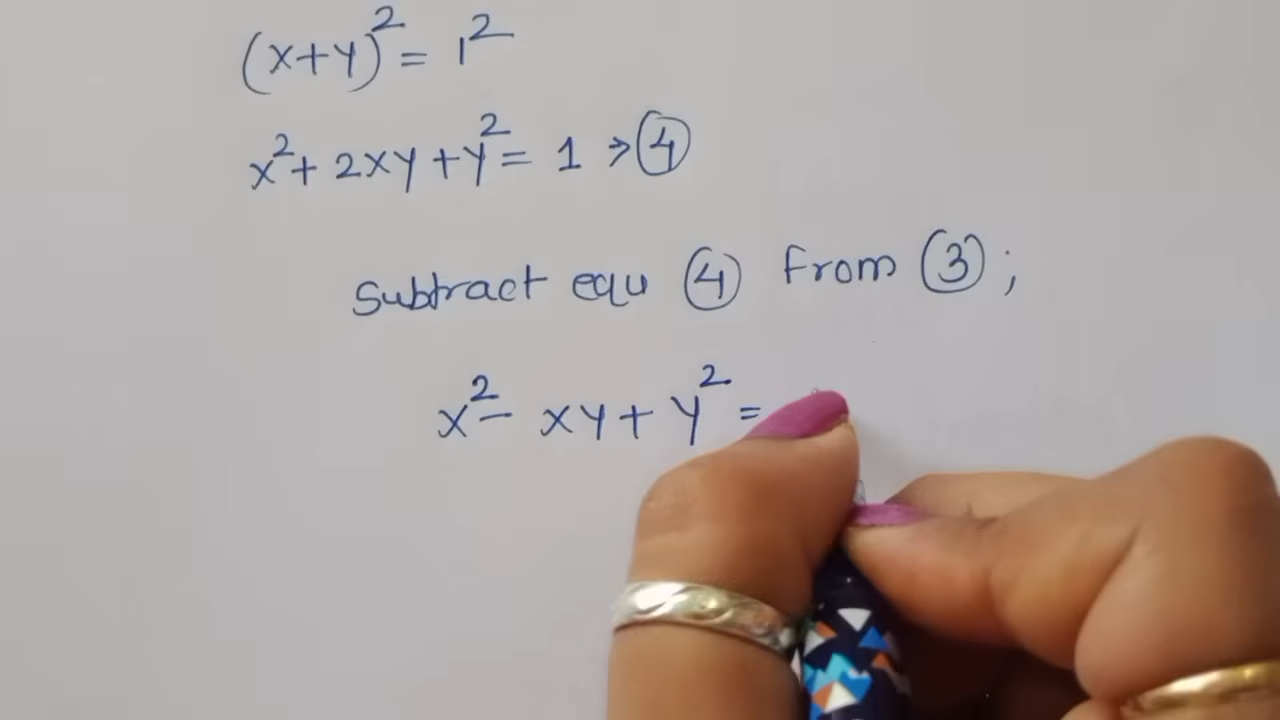 (x+y)² = 1²
x² + 2xy + y² = 1 → ④
Subtract equ ④ from ③;
x² - xy + y² =